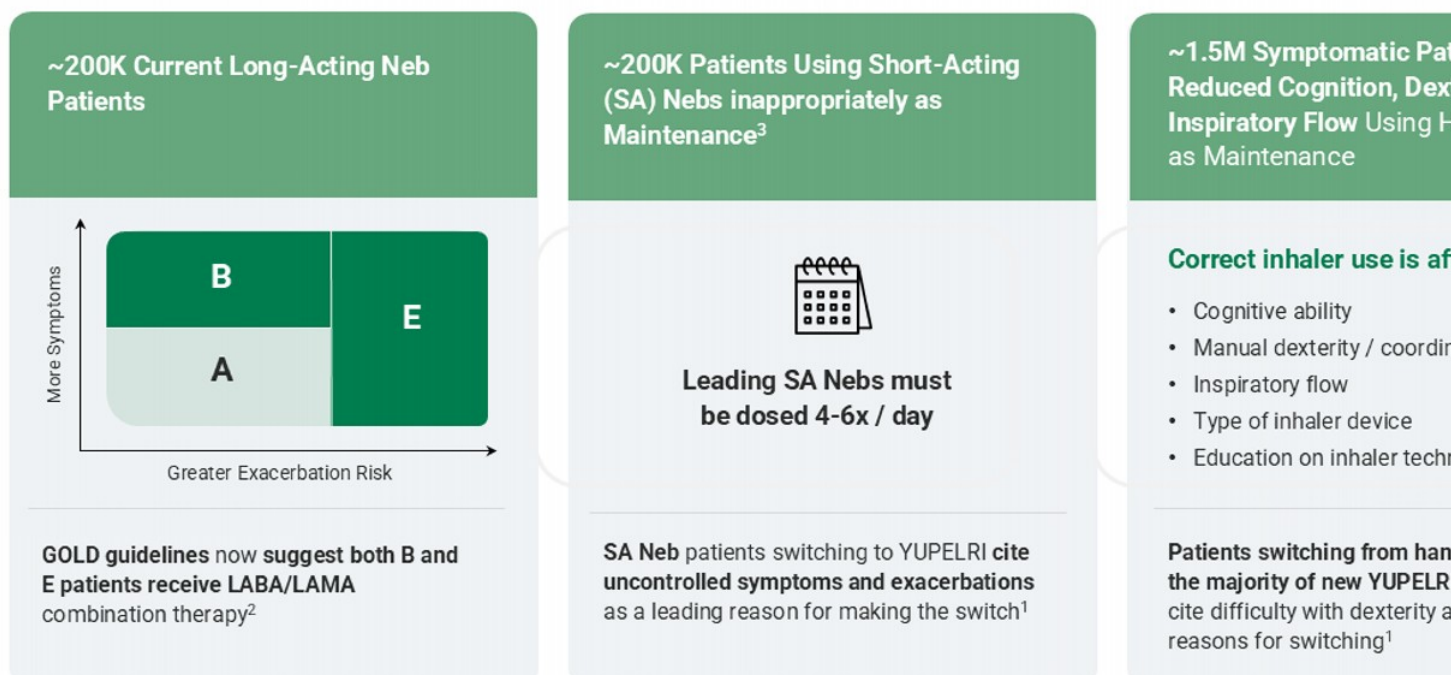 ~200K Current Long-Acting Neb
Patients
B
E
A
More Symptoms
Greater Exacerbation Risk
GOLD guidelines now suggest both B and
E patients receive LABA/LAMA
combination therapy2
~200K Patients Using Short-Acting
(SA) Nebs inappropriately as
Maintenance3
Leading SA Nebs must
be dosed 4-6x / day
SA Neb patients switching to YUPELRI cite
uncontrolled symptoms and exacerbations
as a leading reason for making the switch1
~1.5M Symptomatic
Reduced Cognition,
Inspiratory Flow Using
as Maintenance
Correct inhaler use is
Cognitive ability
Manual dexterity /
Inspiratory flow
Type of inhaler device
Education on inhaler
Patients switching from
the majority of new
cite difficulty with dexterity
reasons for switching1